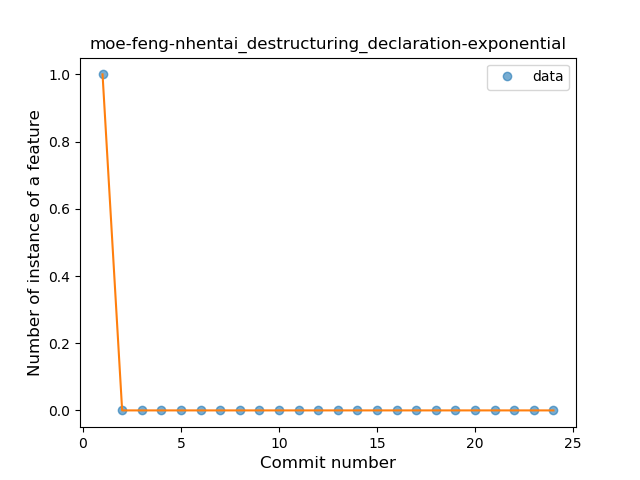 moe-feng-nhentai_destructuring_declaration-exponential
data
Number of instance of a feature
1.0
0.8
0.6
0.4
0.2
0.0
0 5 10 15 20 25
Commit number